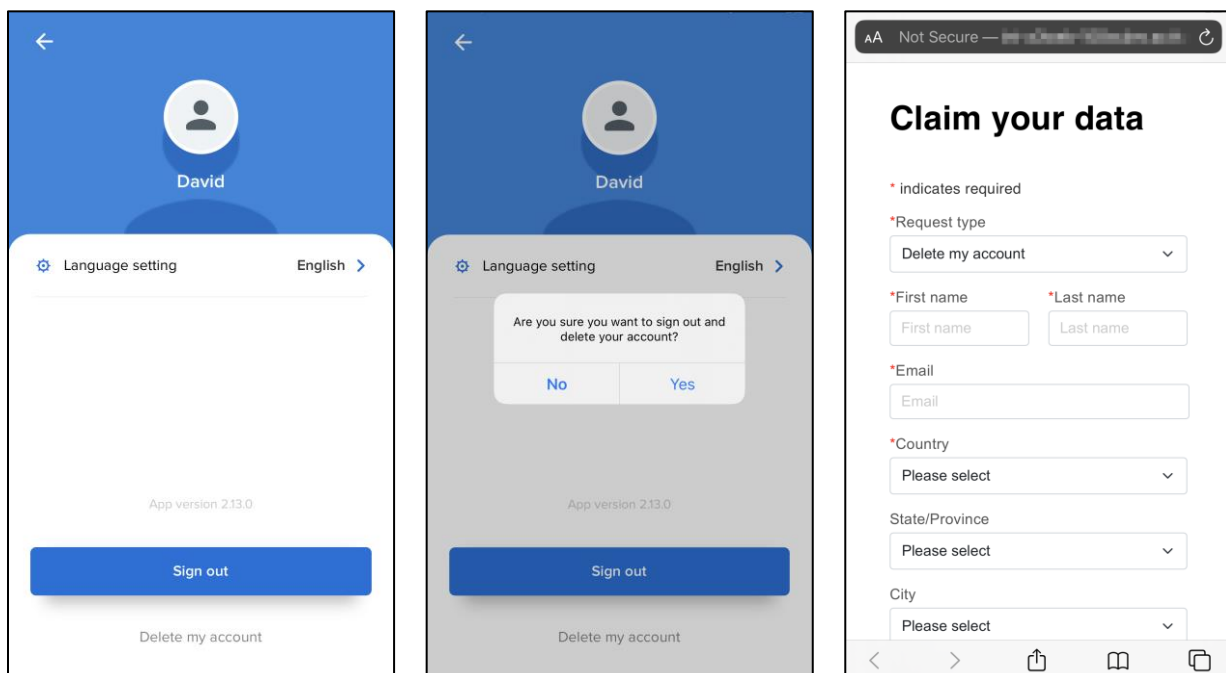 David
Language setting English
App version 2.13.0
Sign out
Delete my account
David
Language setting English
Are you sure you want to sign out and
delete your account?
No Yes
App version 2.13.0
Sign out
Delete my account
AA Not Secure —
Claim your data
* indicates required
*Request type
Delete my account
*First name *Last name
First name Last name
*Email
Email
*Country
Please select
State/Province
Please select
City
Please select